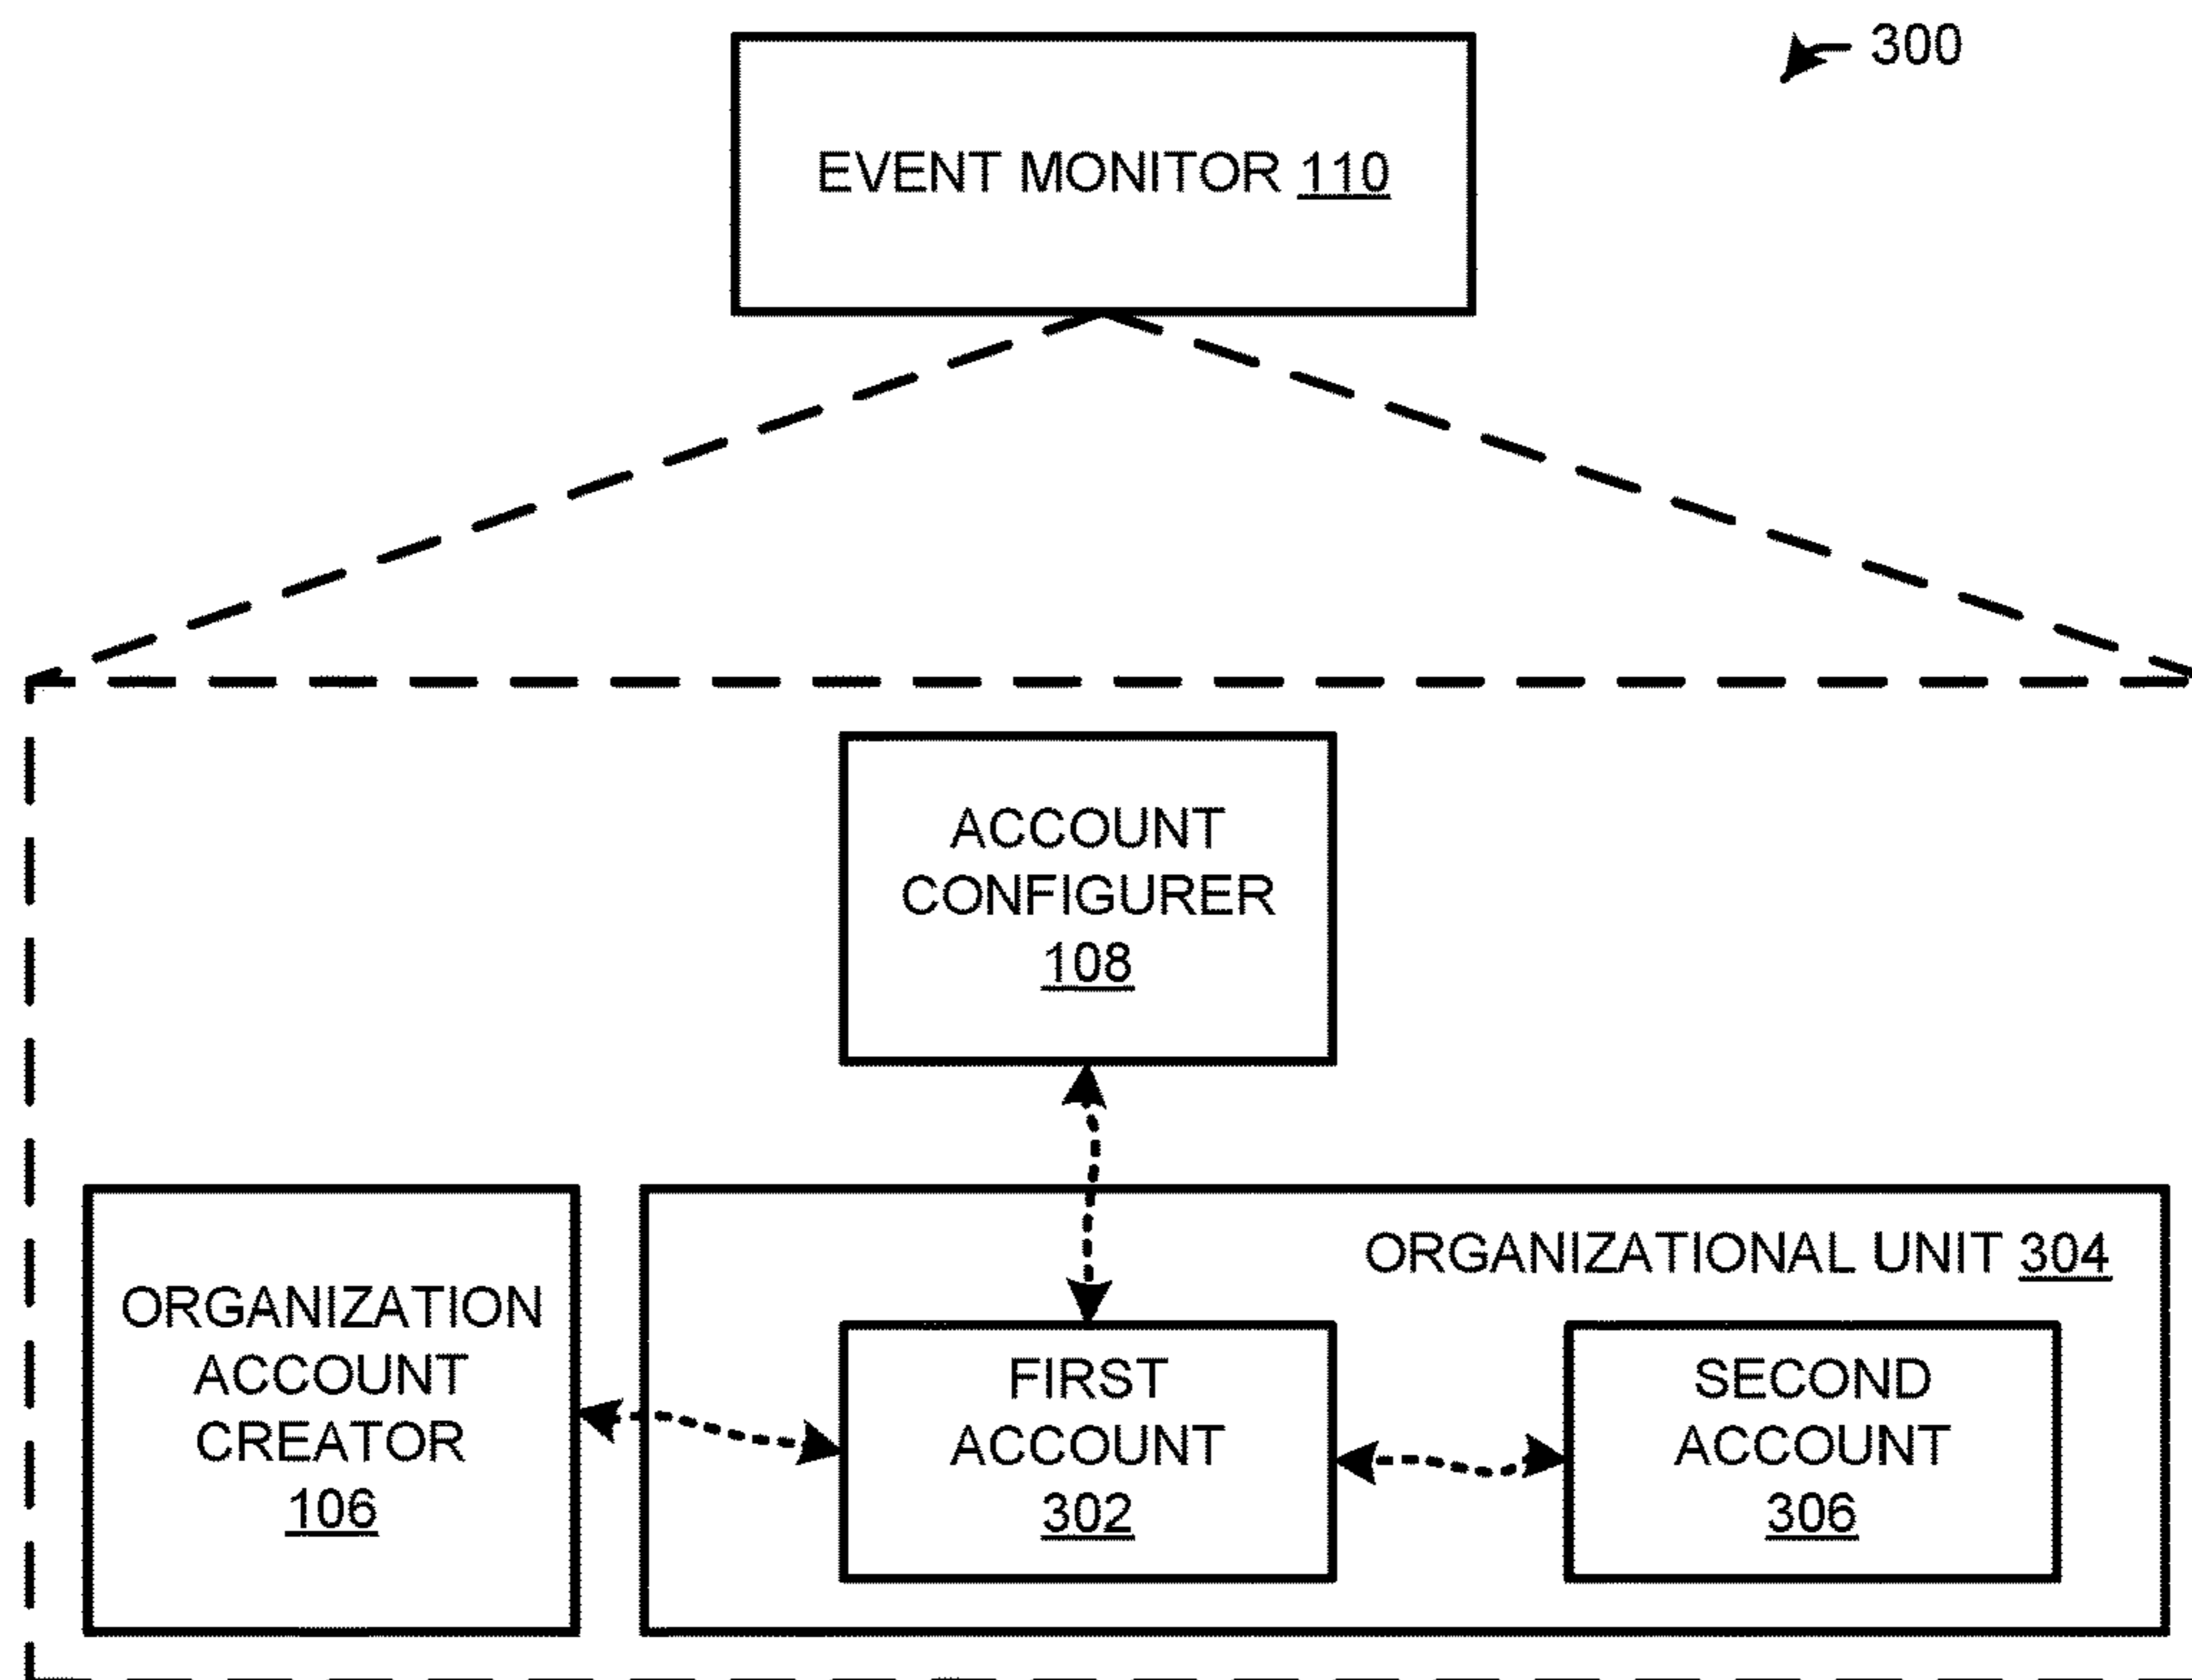 300
EVENT MONITOR 110
ACCOUNT
CONFIGURER
108
ORGANIZATIONAL UNIT 304
ORGANIZATION
ACCOUNT
CREATOR
106
FIRST
ACCOUNT
302
SECOND
ACCOUNT
306